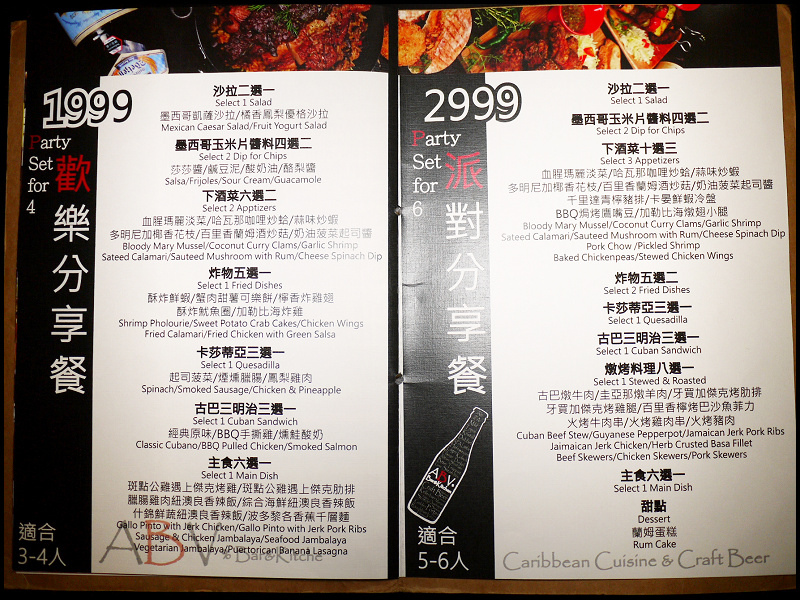 1999
Party
Set
for
4
歡樂分享餐
適合
3-4人
沙拉二選一
Select 1 Salad
墨西哥凱薩沙拉/橘香鳳梨優格沙拉
Mexican Caesar Salad/Fruit Yogurt Salad
墨西哥玉米片醬料四選二
Select 2 Dip for Chips
莎莎醬/鹹豆泥/酸奶油/酪梨醬
Salsa/Frijoles/Sour Cream/Guacamole
下酒菜六選二
Select 2 Apptizers
血腥瑪麗淡菜/哈瓦那咖哩炒蛤/蒜味炒蝦
多明尼加椰香花枝/百里香蘭姆酒炒菇/奶油菠菜起司醬
Bloody Mary Mussel/Coconut Curry Clams/Garlic Shrimp
Sateed Calamari/Sauteed Mushroom with Rum/Cheese Spinach Dip
炸物五選一
Select 1 Fried Dishes
酥炸鮮蝦/蟹肉甜薯可樂餅/檸香炸雞翅
酥炸魷魚圈/加勒比海炸雞
Shrimp Pholourie/Sweet Potato Crab Cakes/Chicken Wings
Fried Calamari/Fried Chicken with Green Salsa
卡莎蒂亞三選一
Select 1 Quesadilla
起司菠菜/煙燻臘腸/鳳梨雞肉
Spinach/Smoked Sausage/Chicken & Pineapple
古巴三明治三選一
Select 1 Cuban Sandwich
經典原味/BBQ手撕雞/燻鮭酸奶
Classic Cubano/BBQ Pulled Chicken/Smoked Salmon
主食六選一
Select 1 Main Dish
斑點公雞遇上傑克烤雞/斑點公雞遇上傑克肋排
臘腸雞肉紐澳良香辣飯/綜合海鮮紐澳良香辣飯
什錦鮮蔬紐澳良香辣飯/波多黎各香蕉千層麵
Gallo Pinto with Jerk Chicken/Gallo Pinto with Jerk Pork Ribs
Sausage & Chicken Jambalaya/Seafood Jambalaya
Vegetarian Jambalaya/Puertorican Banana Lasagna
ABV
Bar&Kitche
2999
Party
Set
for
6
派對分享餐
ABV
適合
5-6人
沙拉二選一
Select 1 Salad
墨西哥玉米片醬料四選二
Select 2 Dip for Chips
下酒菜十選三
Select 3 Appetizers
血腥瑪麗淡菜/哈瓦那咖哩炒蛤/蒜味炒蝦
多明尼加椰香花枝/百里香蘭姆酒炒菇/奶油菠菜起司醬
千里達青檸豬排/卡晏鮮蝦冷盤
BBQ焗烤鷹嘴豆/加勒比海燉翅小腿
Bloody Mary Mussel/Coconut Curry Clams/Garlic Shrimp
Sateed Calamari/Sauteed Mushroom with Rum/Cheese Spinach Dip
Pork Chow /Pickled Shrimp
Baked Chickenpeas/Stewed Chicken Wings
炸物五選二
Select 2 Fried Dishes
卡莎蒂亞三選一
Select 1 Quesadilla
古巴三明治三選一
Select 1 Cuban Sandwich
燉烤料理八選一
Select 1 Stewed & Roasted
古巴燉牛肉/圭亞那燉羊肉/牙買加傑克烤肋排
牙買加傑克烤雞腿/百里香檸烤巴沙魚菲力
火烤牛肉串/火烤雞肉串/火烤豬肉
Cuban Beef Stew/Guyanese Pepperpot/Jamaican Jerk Pork Ribs
Jaimaican Jerk Chicken/Herb Crusted Basa Fillet
Beef Skewers/Chicken Skewers/Pork Skewers
主食六選一
Select 1 Main Dish
甜點
Dessert
蘭姆蛋糕
Rum Cake
Caribbean Cuisine & Craft Beer